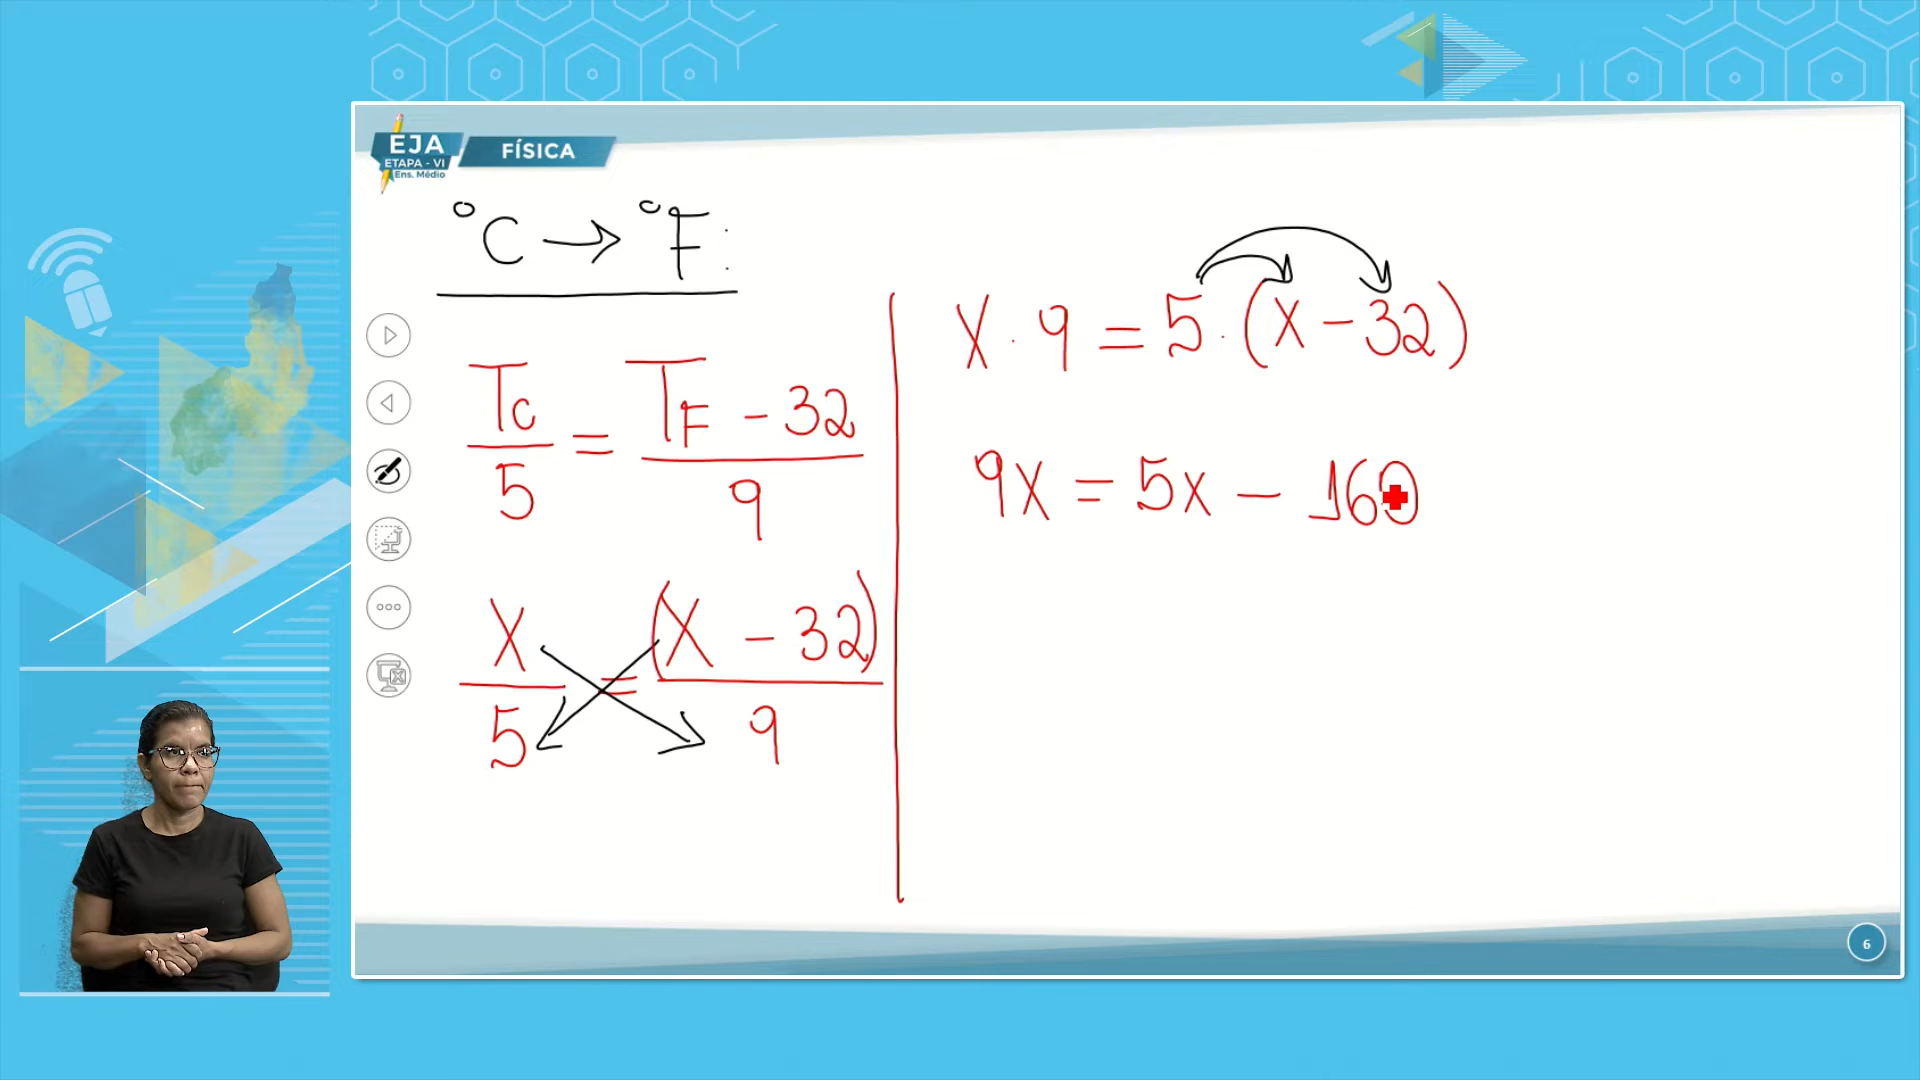 EJA
ETAPA - VI
Ens. Médio
FÍSICA
°C → °F:
Tc/5 = TF - 32/9
X/5 = (X - 32)/9
X · 9 = 5 · (X - 32)
9X = 5X - 160
6